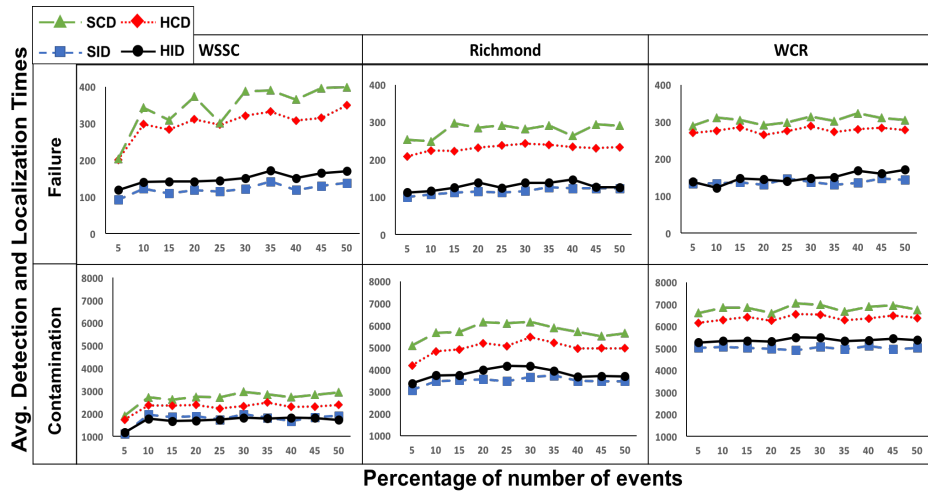 SCD HCD
SID HID
WSSC Richmond WCR
Avg. Detection and Localization Times
Failure
400 400 400
300 300 300
200 200 200
100 100 100
0 0 0
5 10 15 20 25 30 35 40 45 50 5 10 15 20 25 30 35 40 45 50 5 10 15 20 25 30 35 40 45 50
Contamination
8000 8000 8000
7000 7000 7000
6000 6000 6000
5000 5000 5000
4000 4000 4000
3000 3000 3000
2000 2000 2000
1000 1000 1000
5 10 15 20 25 30 35 40 45 50 5 10 15 20 25 30 35 40 45 50 5 10 15 20 25 30 35 40 45 50
Percentage of number of events